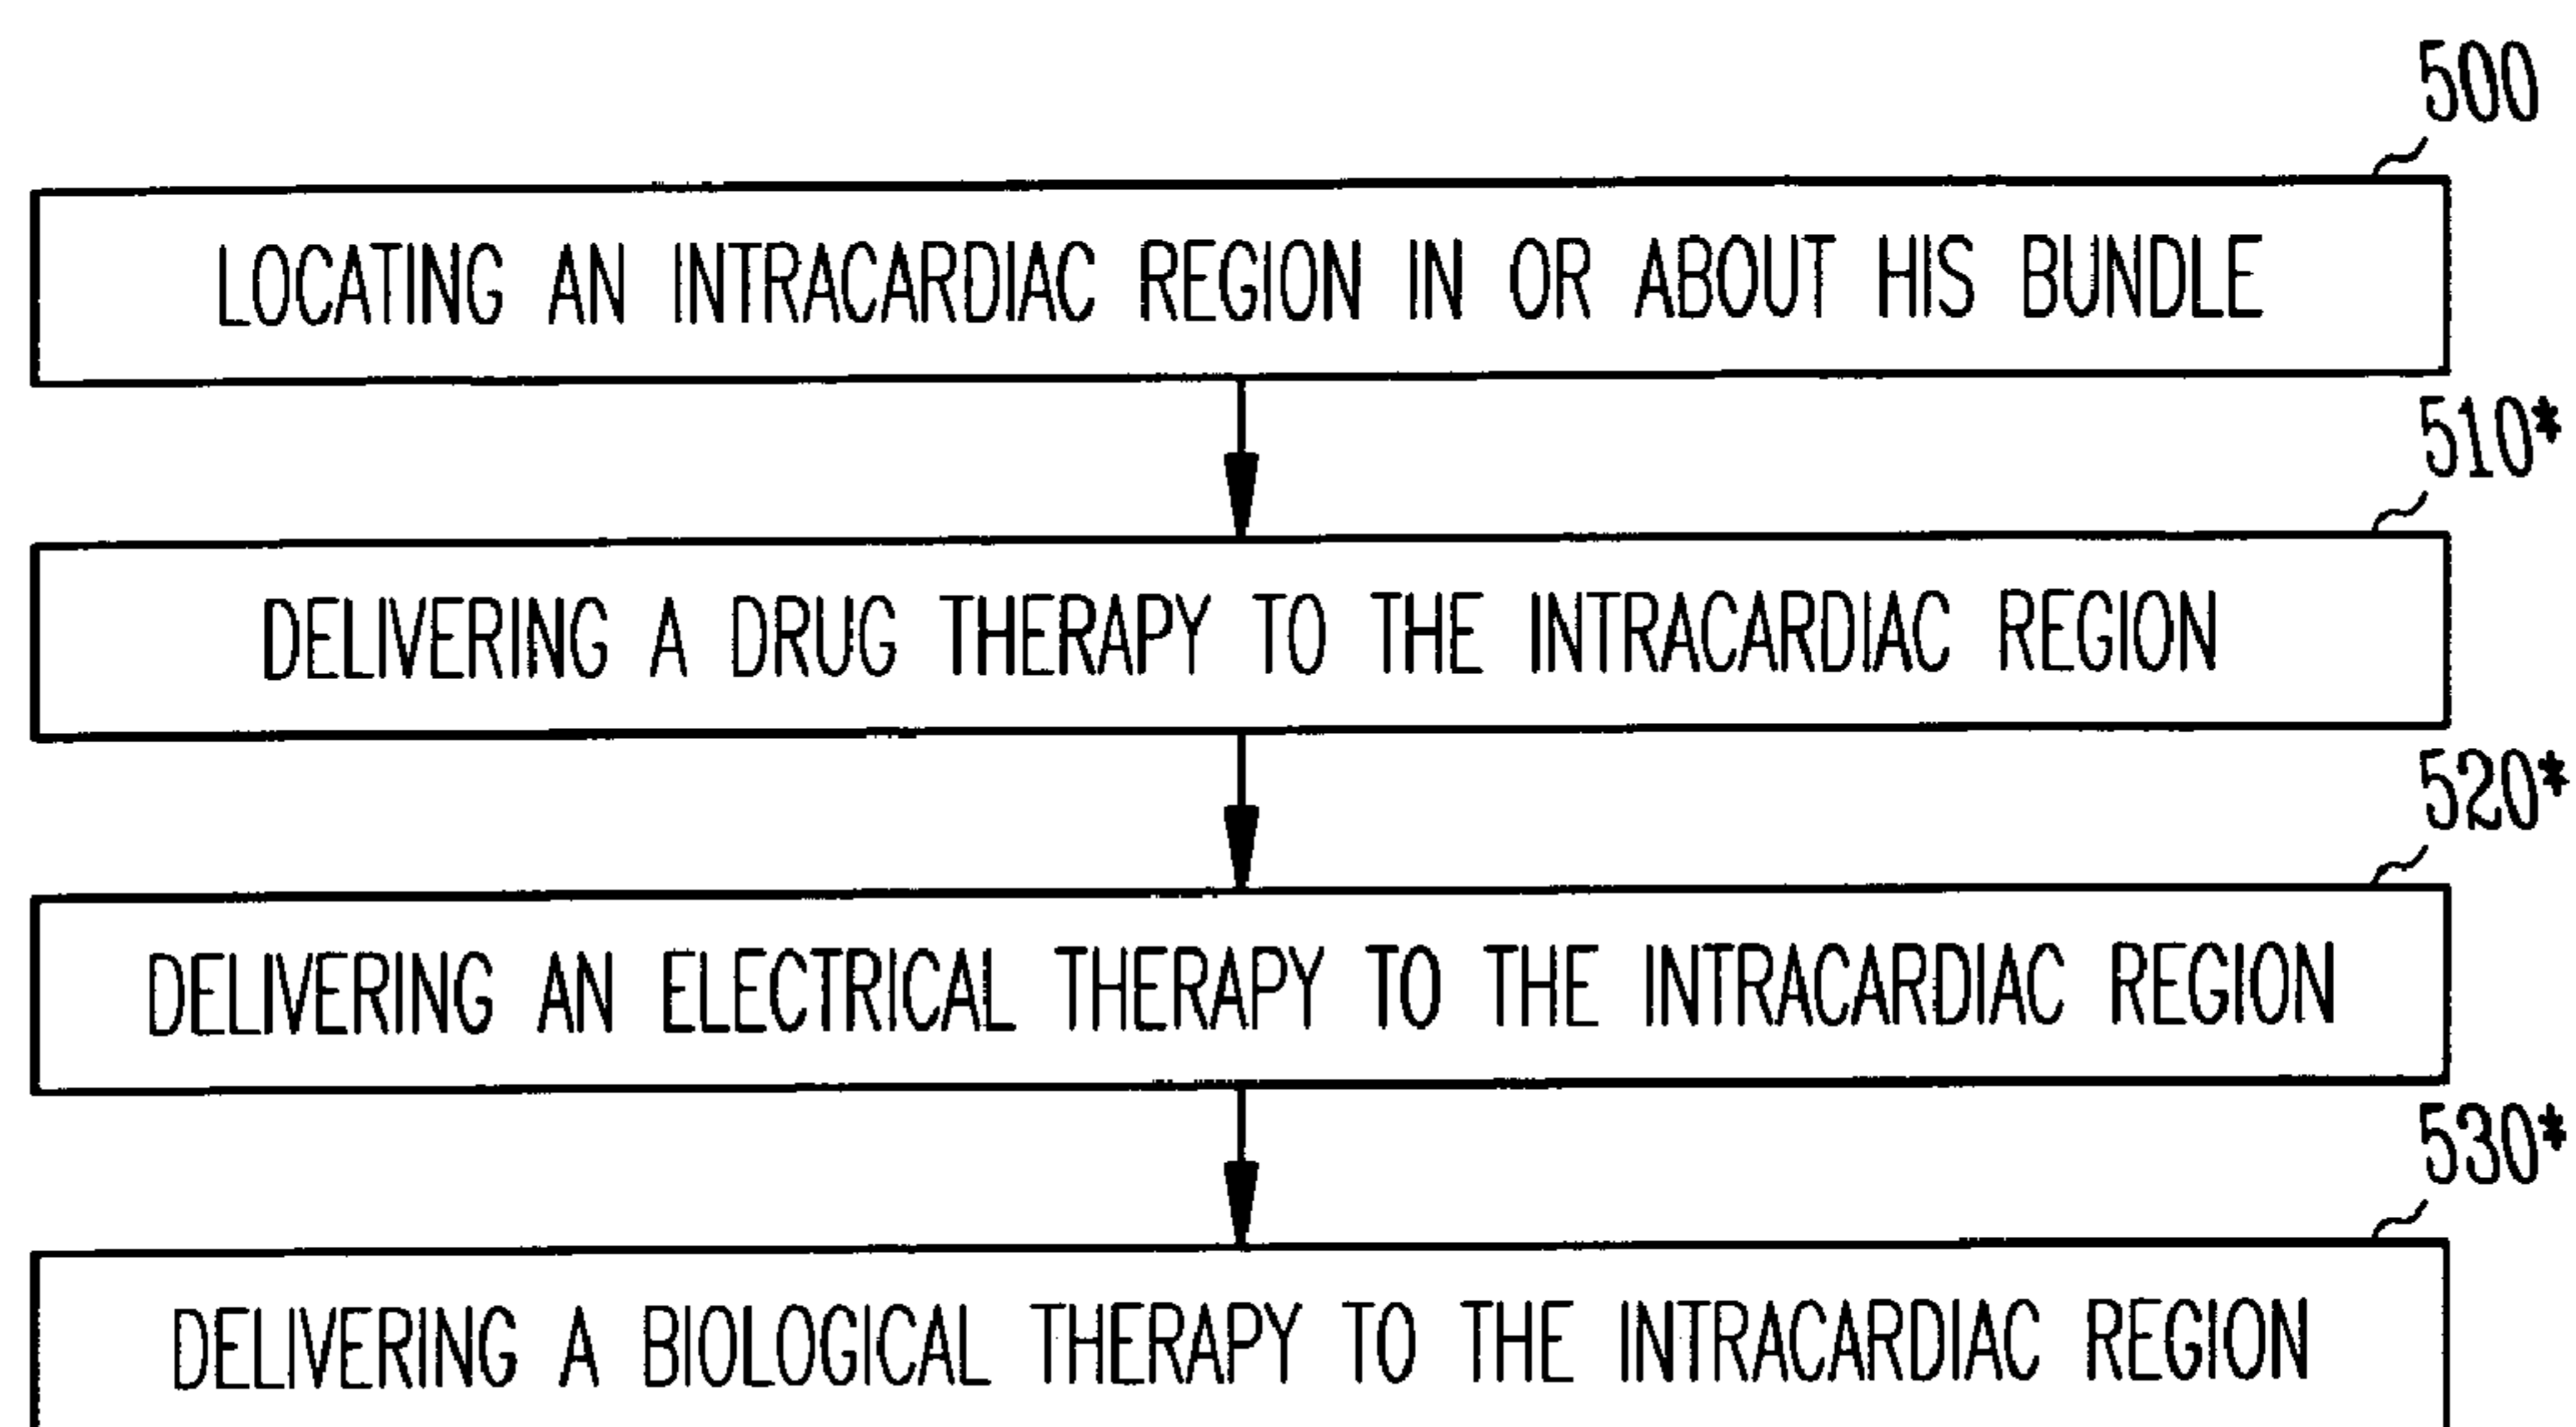 500
LOCATING AN INTRACARDIAC REGION IN OR ABOUT HIS BUNDLE
510*
DELIVERING A DRUG THERAPY TO THE INTRACARDIAC REGION
520*
DELIVERING AN ELECTRICAL THERAPY TO THE INTRACARDIAC REGION
530*
DELIVERING A BIOLOGICAL THERAPY TO THE INTRACARDIAC REGION